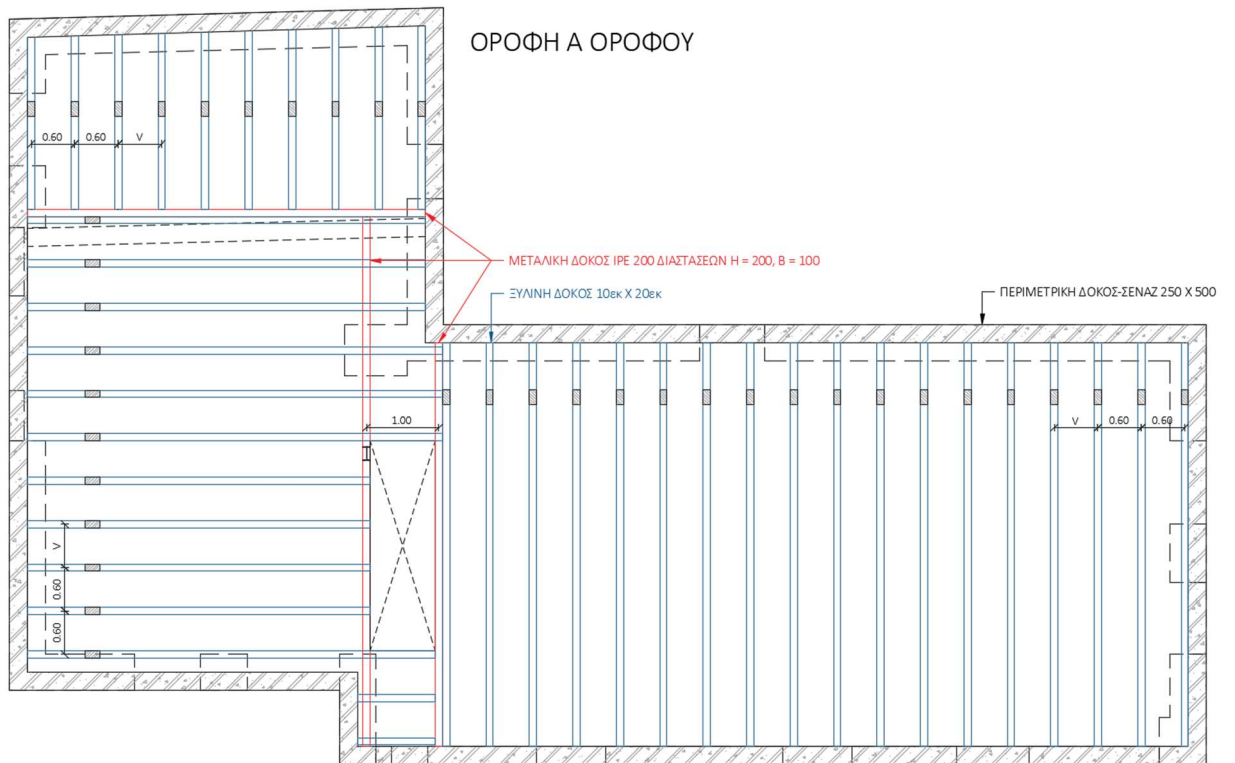 ΟΡΟΦΗ Α ΟΡΟΦΟΥ
0.60 0.60 V
ΜΕΤΑΛΙΚΗ ΔΟΚΟΣ IPE 200 ΔΙΑΣΤΑΣΕΩΝ Η = 200, Β = 100
ΞΥΛΙΝΗ ΔΟΚΟΣ 10εκ Χ 20εκ
ΠΕΡΙΜΕΤΡΙΚΗ ΔΟΚΟΣ-ΣΕΝΑΖ 250 Χ 500
1.00
V 0.60 0.60
V
0.60
0.60